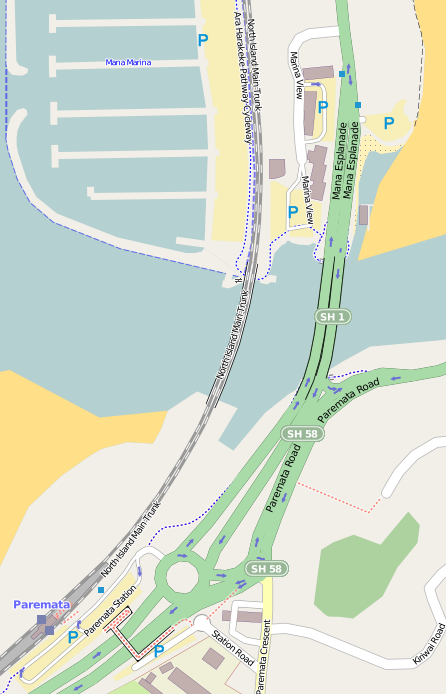 North Island Main Trunk
Ara Harakeke Pathway Cycleway
P
Mana Marina
Marina View
P
P
Mana Esplanade
Mana Esplanade
Marina View
P
North Island Main Trunk
SH 1
Paremata Road
SH 58
Paremata Road
North Island Main Trunk
SH 58
Paremata
Paremata Station
P
P
Station Road
Paremata Crescent
Kinwai Road